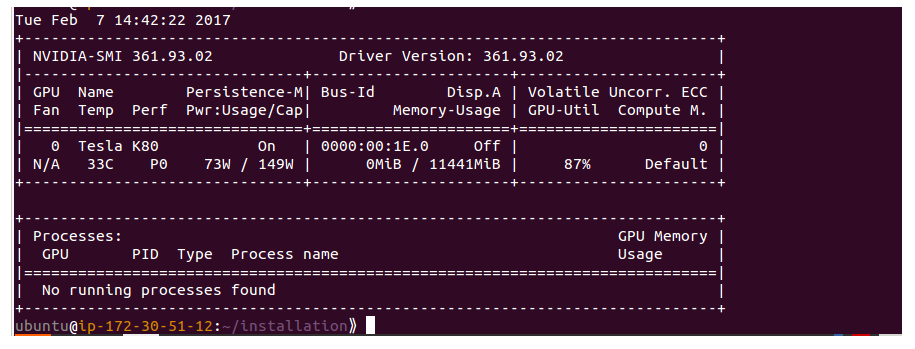 Tue Feb  7 14:42:22 2017
+-----------------------------------------------------------------------------+
| NVIDIA-SMI 361.93.02              Driver Version: 361.93.02                 |
|-------------------------------+----------------------+----------------------+
| GPU  Name        Persistence-M| Bus-Id        Disp.A | Volatile Uncorr. ECC |
| Fan  Temp  Perf  Pwr:Usage/Cap|         Memory-Usage | GPU-Util  Compute M. |
|===============================+======================+======================|
|   0  Tesla K80           On   | 0000:00:1E.0     Off |                    0 |
| N/A   33C    P0    73W / 149W |      0MiB / 11441MiB |     87%      Default |
+-------------------------------+----------------------+----------------------+
+-----------------------------------------------------------------------------+
| Processes:                                                       GPU Memory |
|  GPU       PID  Type  Process name                               Usage      |
|=============================================================================|
|  No running processes found                                                 |
+-----------------------------------------------------------------------------+
ubuntu@ip-172-30-51-12:~/installation⟫